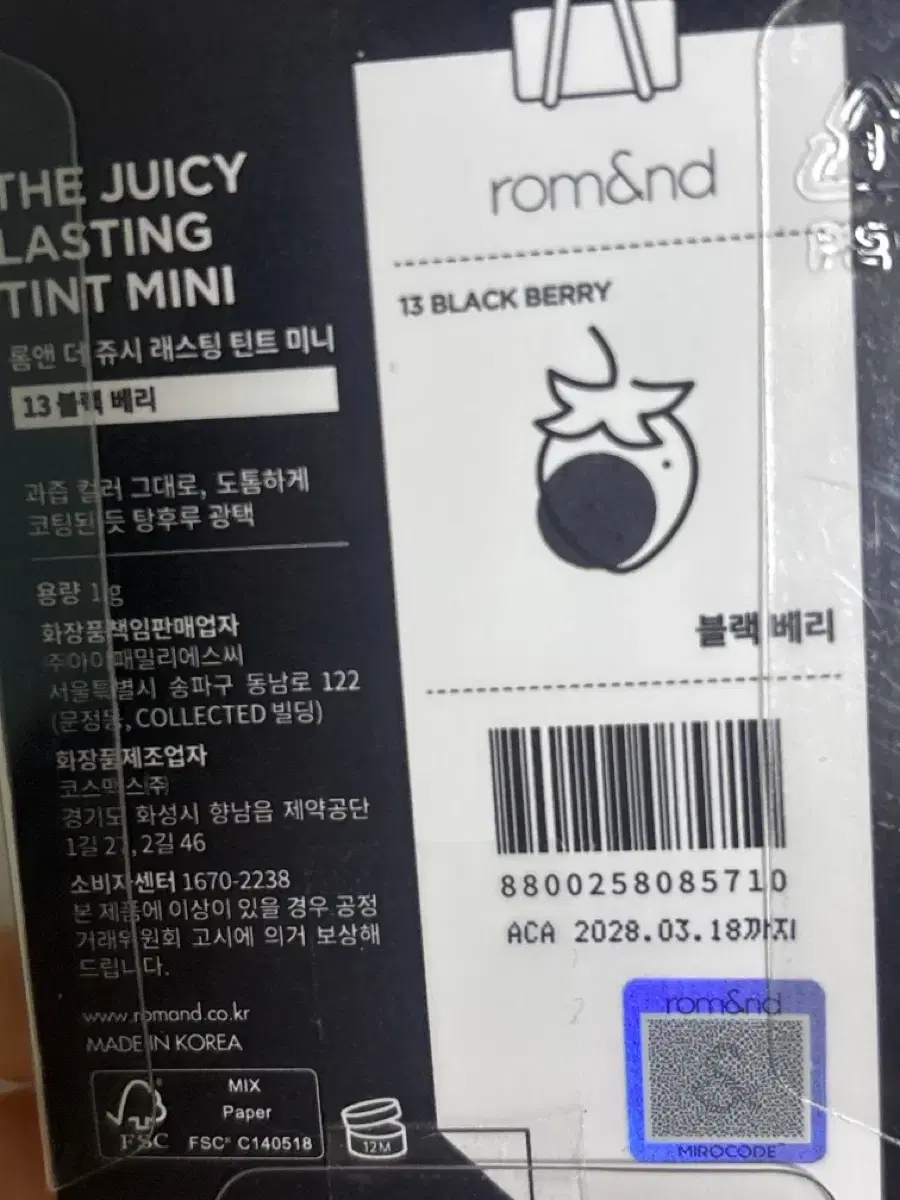 THE JUICY
LASTING
TINT MINI
롬앤 더 쥬시 래스팅 틴트 미니
13 블랙 베리
과즙 컬러 그대로, 도톰하게
코팅된 듯 탕후루 광택
용량 1g
화장품책임판매업자
㈜아이패밀리에스씨
서울특별시 송파구 동남로 122
(문정동, COLLECTED 빌딩)
화장품제조업자
코스맥스㈜
경기도 화성시 향남읍 제약공단
1길 27, 2길 46
소비자센터 1670-2238
본 제품에 이상이 있을 경우 공정
거래위원회 고시에 의거 보상해
드립니다.
www.romand.co.kr
MADE IN KOREA
FSC
MIX
Paper
FSC® C140518
12M
rom&nd
13 BLACK BERRY
블랙 베리
8800258085710
ACA 2028.03.18까지
rom&nd
MIROCODE